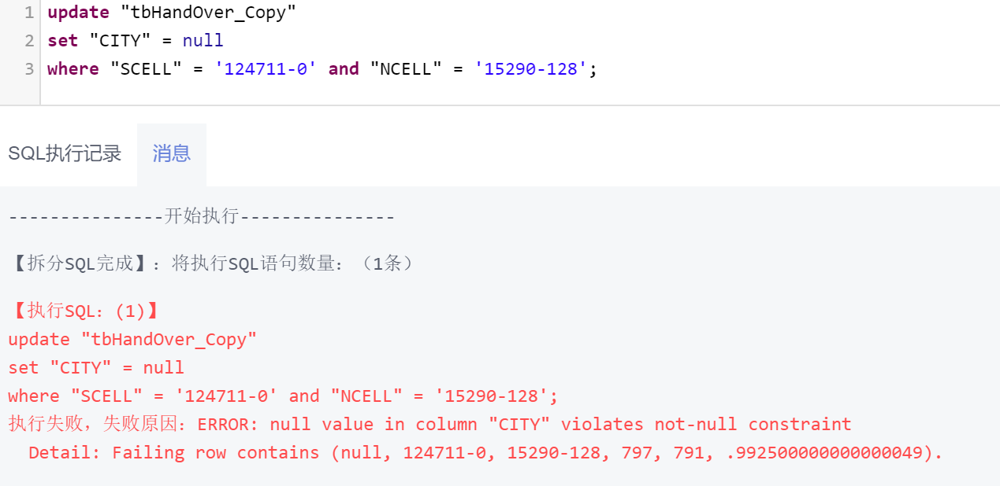 1 update "tbHandOver_Copy"
2 set "CITY" = null
3 where "SCELL" = '124711-0' and "NCELL" = '15290-128';
SQL执行记录 消息
---------------开始执行---------------
【拆分SQL完成】：将执行SQL语句数量：（1条）
【执行SQL：(1)】
update "tbHandOver_Copy"
set "CITY" = null
where "SCELL" = '124711-0' and "NCELL" = '15290-128';
执行失败，失败原因：ERROR: null value in column "CITY" violates not-null constraint
Detail: Failing row contains (null, 124711-0, 15290-128, 797, 791, .992500000000000049).